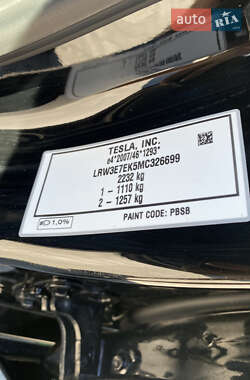 AUTO RIA
TESLA, INC.
e4*2007/46*1293*
LRW3E7EK5MC326699
2232 kg
1 - 1110 kg
2 - 1257 kg
1,0%
PAINT CODE: PBSB